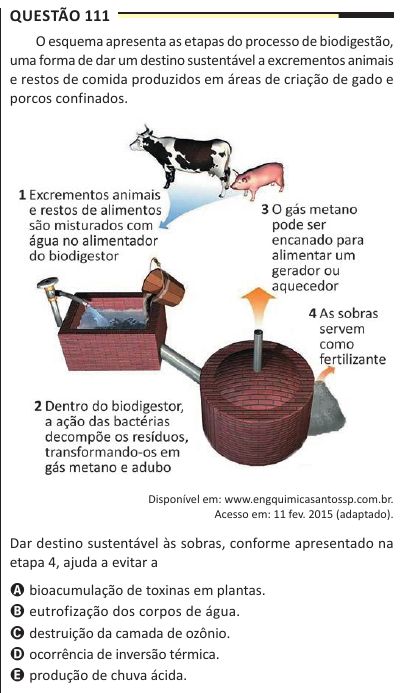 QUESTÃO 111
O esquema apresenta as etapas do processo de biodigestão,
uma forma de dar um destino sustentável a excrementos animais
e restos de comida produzidos em áreas de criação de gado e
porcos confinados.
1 Excrementos animais
e restos de alimentos
são misturados com
água no alimentador
do biodigestor
3 O gás metano
pode ser
encanado para
alimentar um
gerador ou
aquecedor
4 As sobras
servem
como
fertilizante
2 Dentro do biodigestor,
a ação das bactérias
decompõe os resíduos,
transformando-os em
gás metano e adubo
Disponível em: www.engquimicasantossp.com.br.
Acesso em: 11 fev. 2015 (adaptado).
Dar destino sustentável às sobras, conforme apresentado na
etapa 4, ajuda a evitar a
A bioacumulação de toxinas em plantas.
B eutrofização dos corpos de água.
C destruição da camada de ozônio.
D ocorrência de inversão térmica.
E produção de chuva ácida.